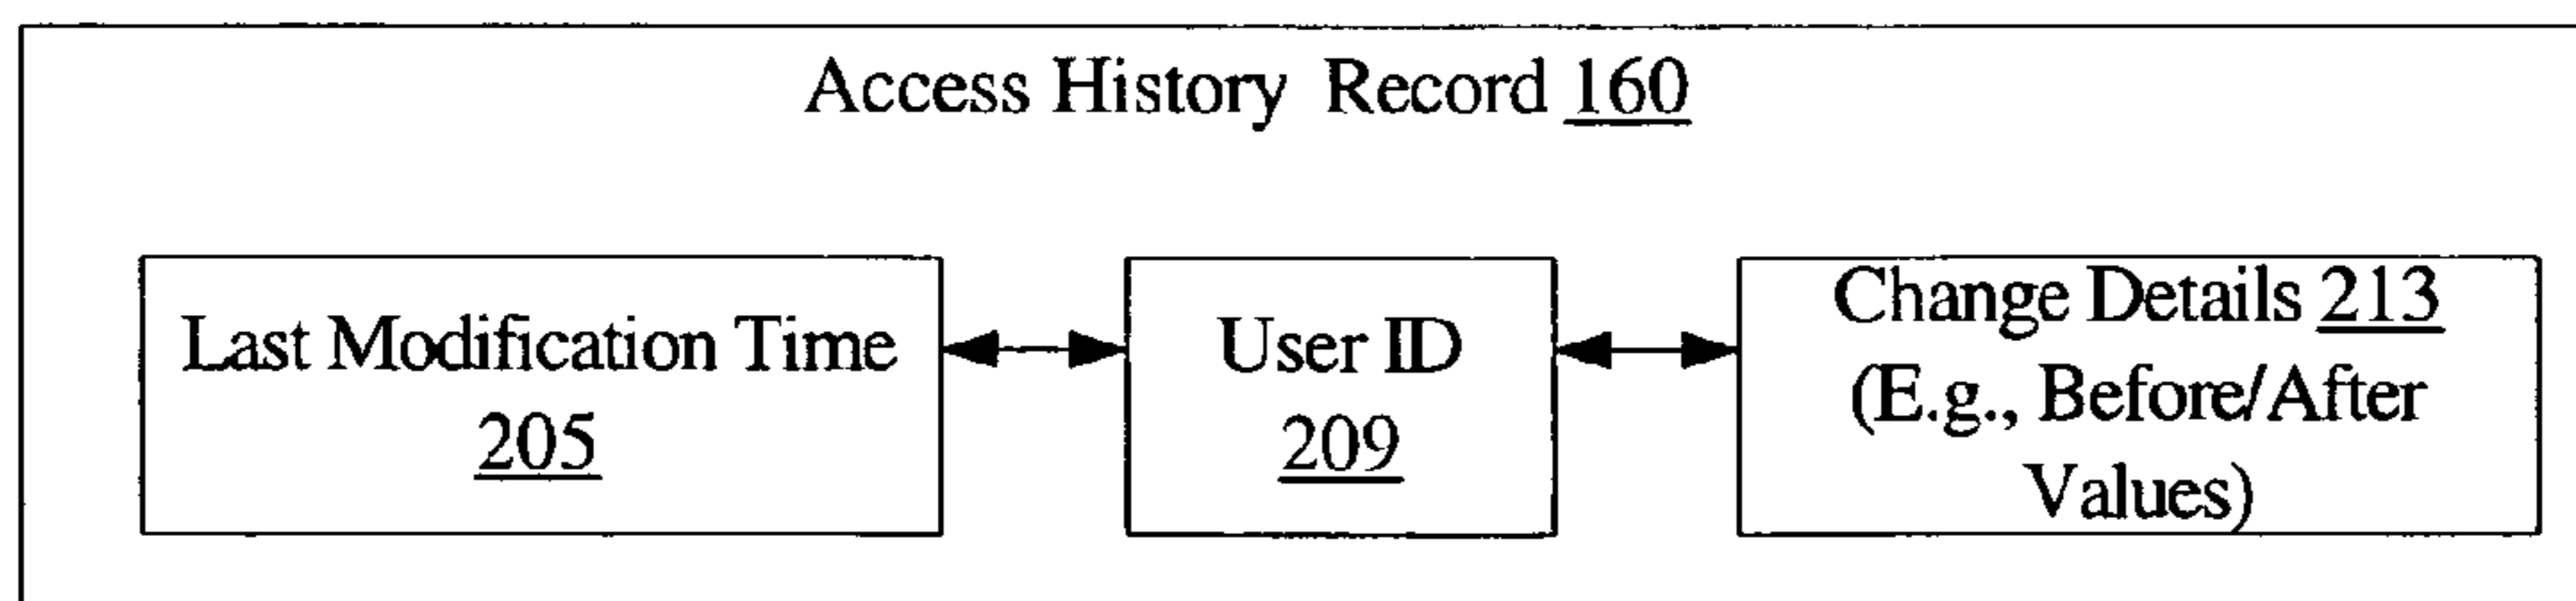 Access History Record 160
Last Modification Time
205
User ID
209
Change Details 213
(E.g., Before/After
Values)